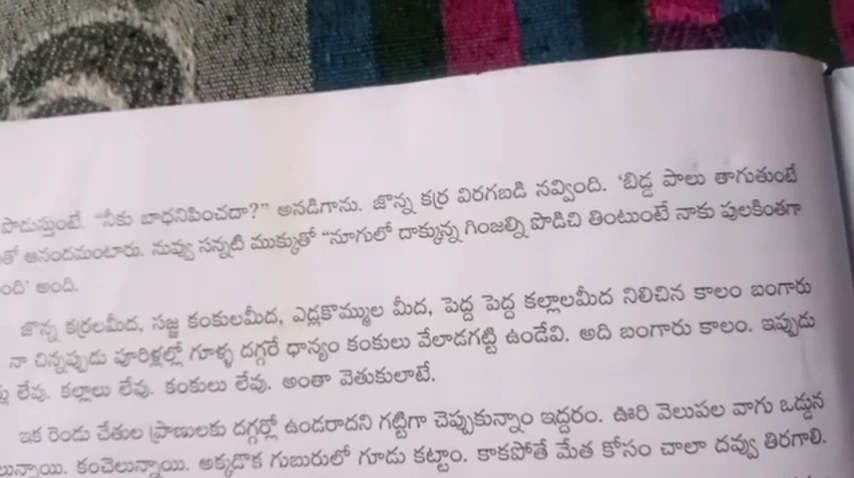 పొడుస్తుంటే. “నీకు బాధనిపించదా?” అనడిగాను. జొన్న కర్ర విరగబడి నవ్వింది. ‘బిడ్డ పాలు తాగుతుంటే
తో ఆనందమంటారు. నువ్వు సన్నటి ముక్కుతో “నూగులో దాక్కున్న గింజల్ని పొడిచి తింటుంటే నాకు పులకింతగా
ంది’ అంది.
జొన్న కర్రలమీద, సజ్జ కంకులమీద, ఎడ్లకొమ్ముల మీద, పెద్ద పెద్ద కల్లాలమీద నిలిచిన కాలం బంగారు
నా చిన్నప్పుడు పూరిళ్లల్లో గూళ్ళ దగ్గరే ధాన్యం కంకులు వేలాడగట్టి ఉండేవి. అది బంగారు కాలం. ఇప్పుడు
లేవు. కల్లాలు లేవు. కంకులు లేవు. అంతా వెతుకులాటే.
ఇక రెండు చేతుల ప్రాణులకు దగ్గర్లో ఉండరాదని గట్టిగా చెప్పుకున్నాం ఇద్దరం. ఊరి వెలుపల వాగు ఒడ్డున
లున్నాయి. కంచెలున్నాయి. అక్కడొక గుబురులో గూడు కట్టాం. కాకపోతే మేత కోసం చాలా దవ్వు తిరగాలి.